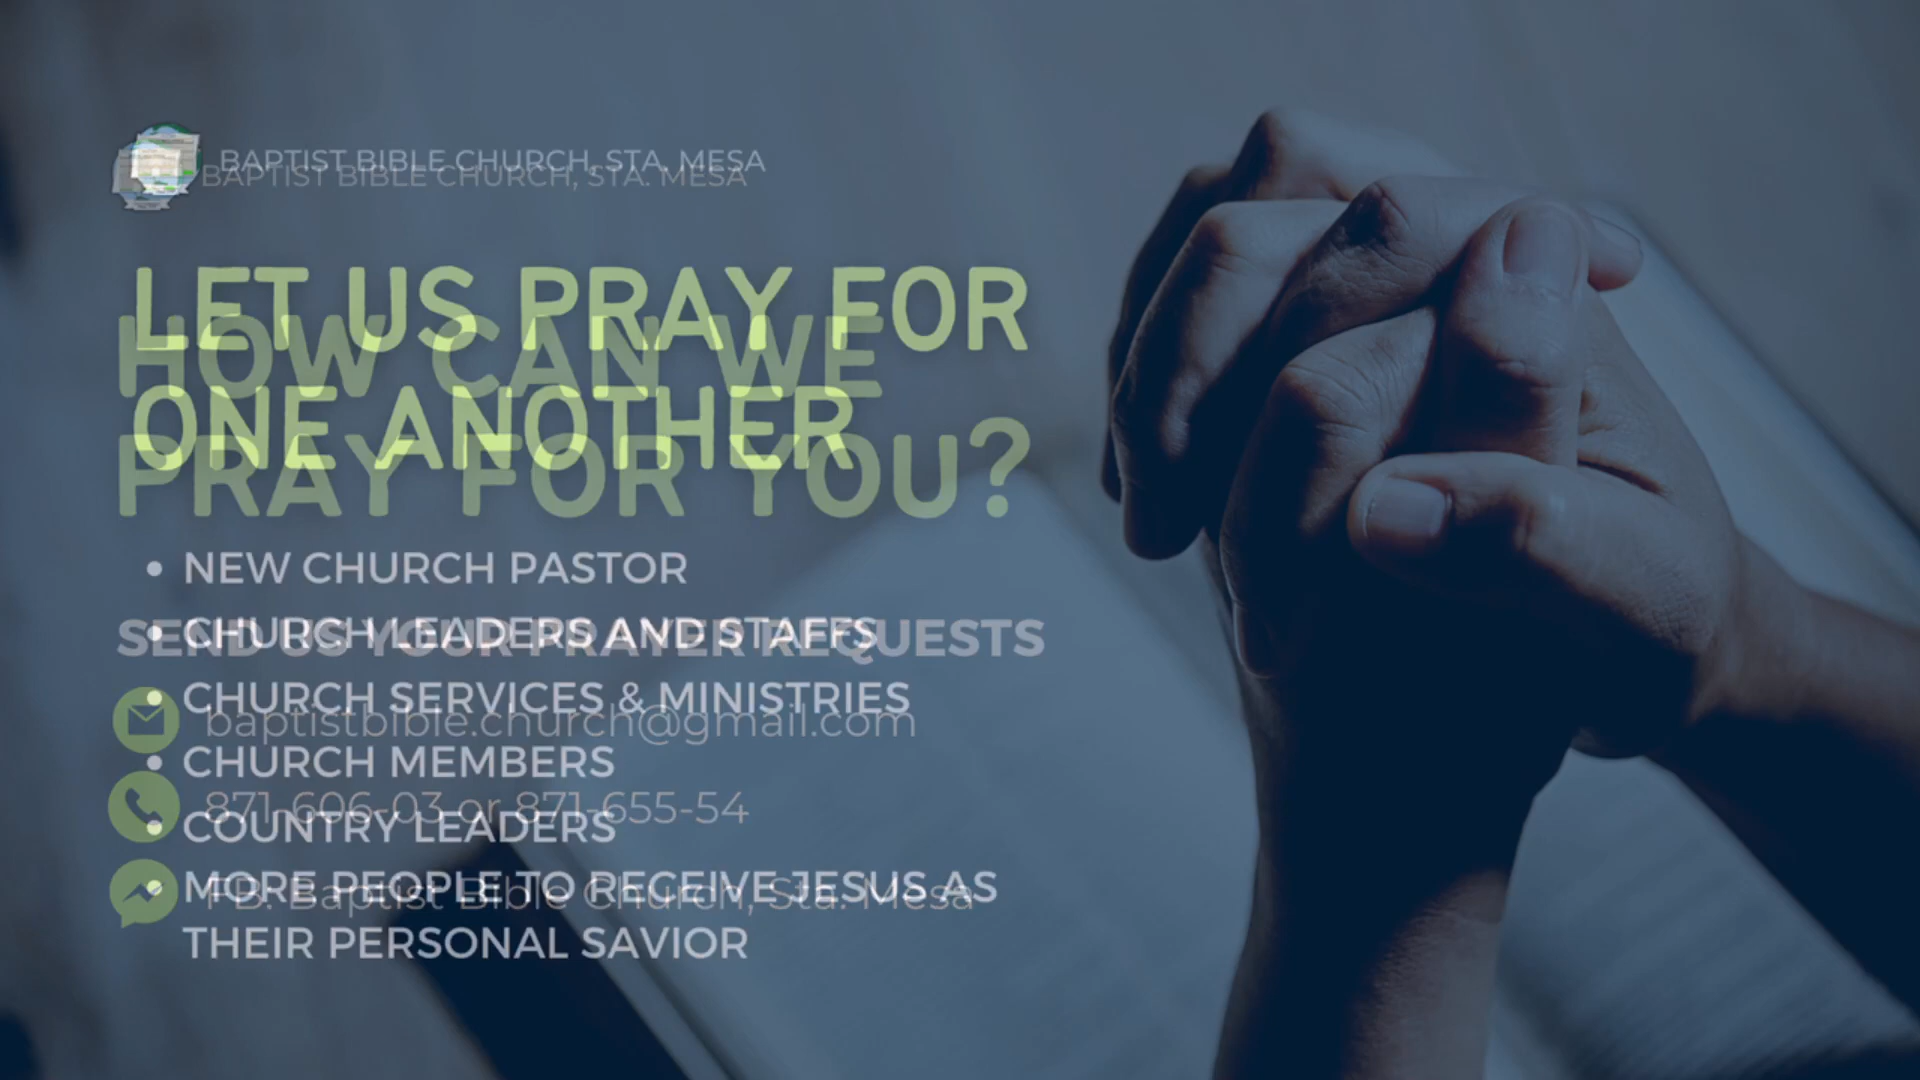 BAPTIST BIBLE CHURCH, STA. MESA
BAPTIST BIBLE CHURCH, STA. MESA
LET US PRAY FOR
ONE ANOTHER
HOW CAN WE
PRAY FOR YOU?
NEW CHURCH PASTOR
CHURCH LEADERS AND STAFFS
CHURCH SERVICES & MINISTRIES
CHURCH MEMBERS
COUNTRY LEADERS
MORE PEOPLE TO RECEIVE JESUS AS
THEIR PERSONAL SAVIOR
SEND US YOUR PRAYER REQUESTS
baptistbible.church@gmail.com
871-606-03 or 871-655-54
FB: Baptist Bible Church, Sta. Mesa